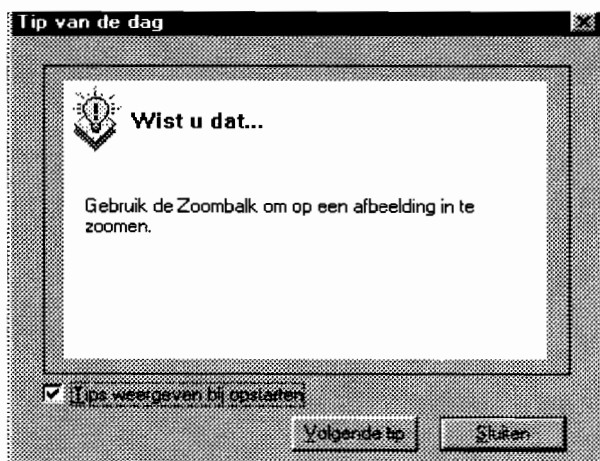 Tip van de dag
Wist u dat...
Gebruik de Zoombalk om op een afbeelding in te
zoomen.
Tips weergeven bij opstarten
Volgende tip
Sluiten